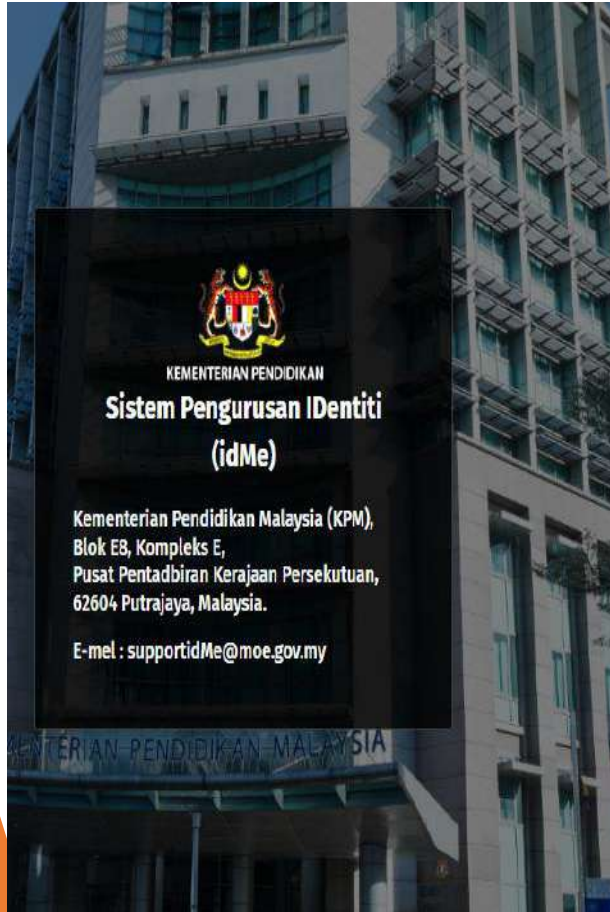 KEMENTERIAN PENDIDIKAN
Sistem Pengurusan IDentiti
(idMe)
Kementerian Pendidikan Malaysia (KPM),
Blok E8, Kompleks E,
Pusat Pentadbiran Kerajaan Persekutuan,
62604 Putrajaya, Malaysia.
E-mel : supportidMe@moe.gov.my
PENDIDIKAN MALAYSIA